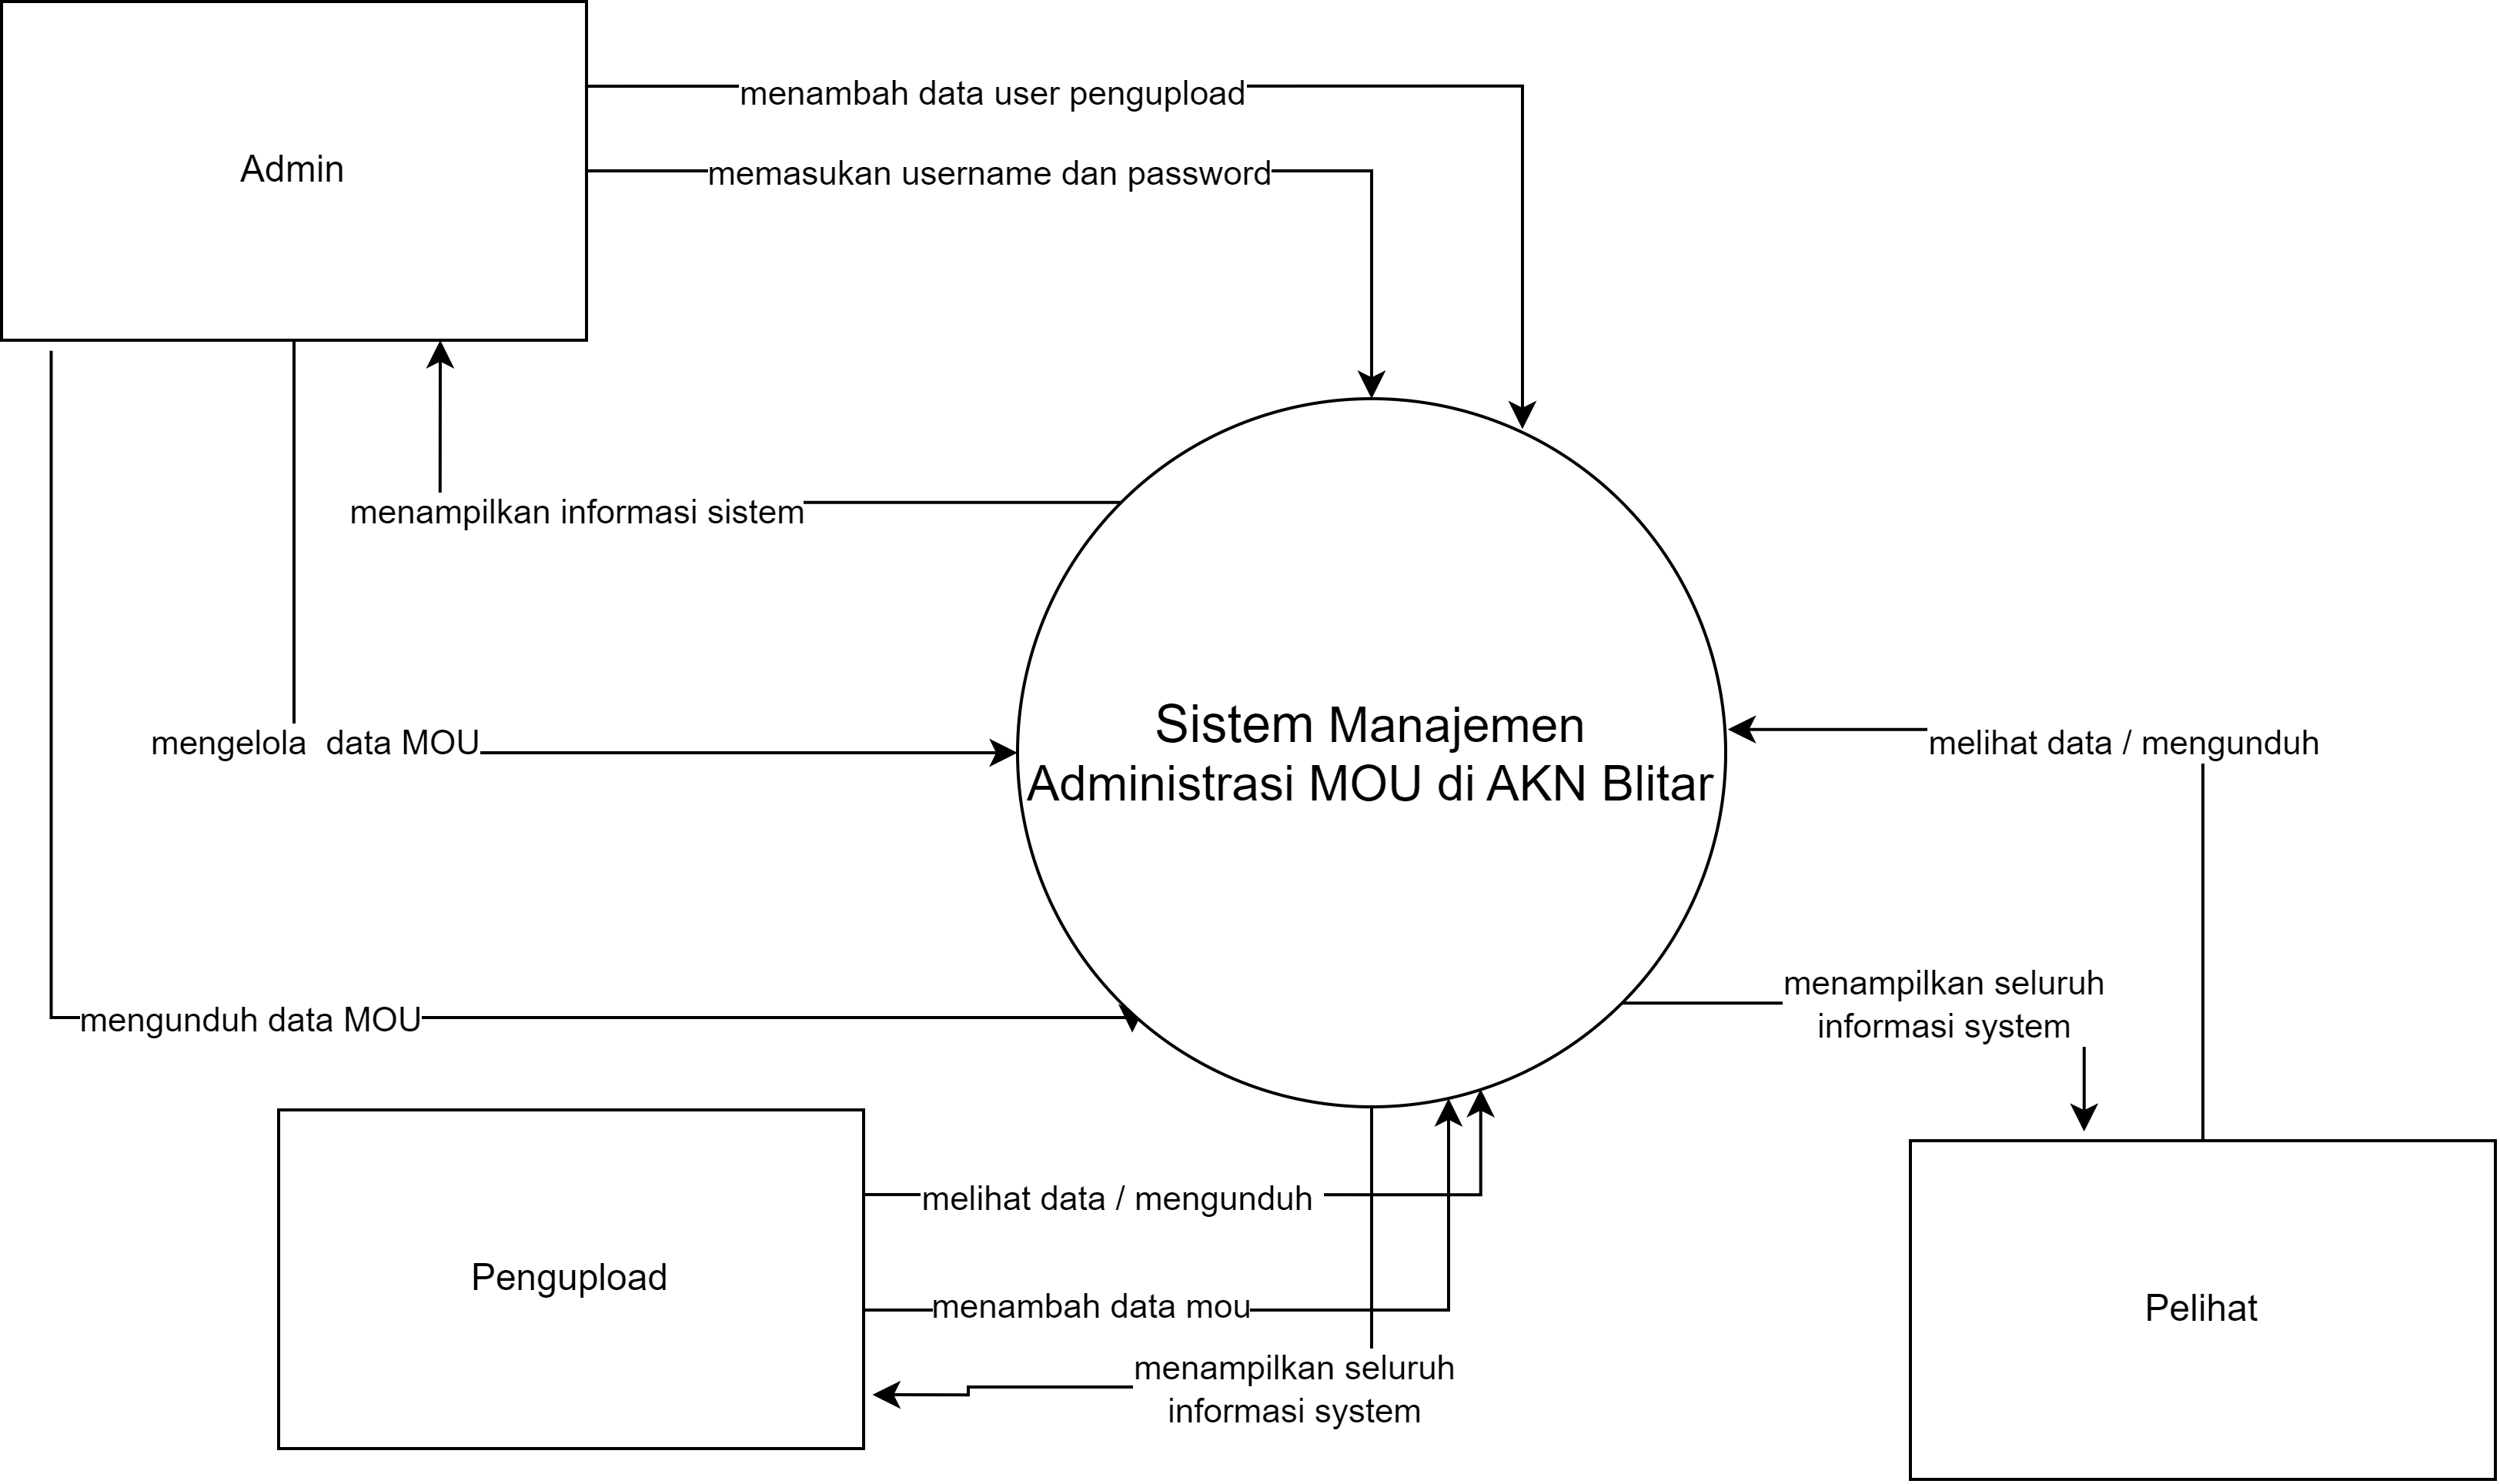 menambah data user pengupload
Admin
memasukan username dan password
menampilkan informasi sistem
Sistem Manajemen
Administrasi MOU di AKN Blitar
mengelola  data MOU
melihat data / mengunduh
menampilkan seluruh
informasi system
mengunduh data MOU
melihat data / mengunduh
Pengupload
menambah data mou
Pelihat
menampilkan seluruh
informasi system